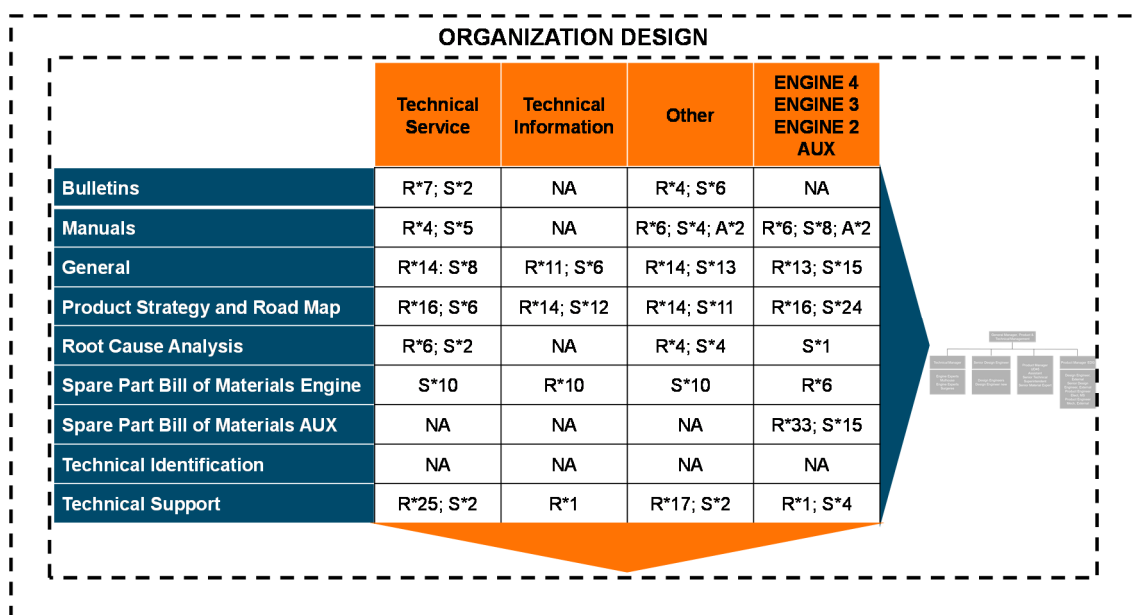 ORGANIZATION DESIGN
Technical Service
Technical Information
Other
ENGINE 4
ENGINE 3
ENGINE 2
AUX
Bulletins R*7; S*2 NA R*4; S*6 NA
Manuals R*4; S*5 NA R*6; S*4; A*2 R*6; S*8; A*2
General R*14: S*8 R*11; S*6 R*14; S*13 R*13; S*15
Product Strategy and Road Map R*16; S*6 R*14; S*12 R*14; S*11 R*16; S*24
Root Cause Analysis R*6; S*2 NA R*4; S*4 S*1
Spare Part Bill of Materials Engine S*10 R*10 S*10 R*6
Spare Part Bill of Materials AUX NA NA NA R*33; S*15
Technical Identification NA NA NA NA
Technical Support R*25; S*2 R*1 R*17; S*2 R*1; S*4